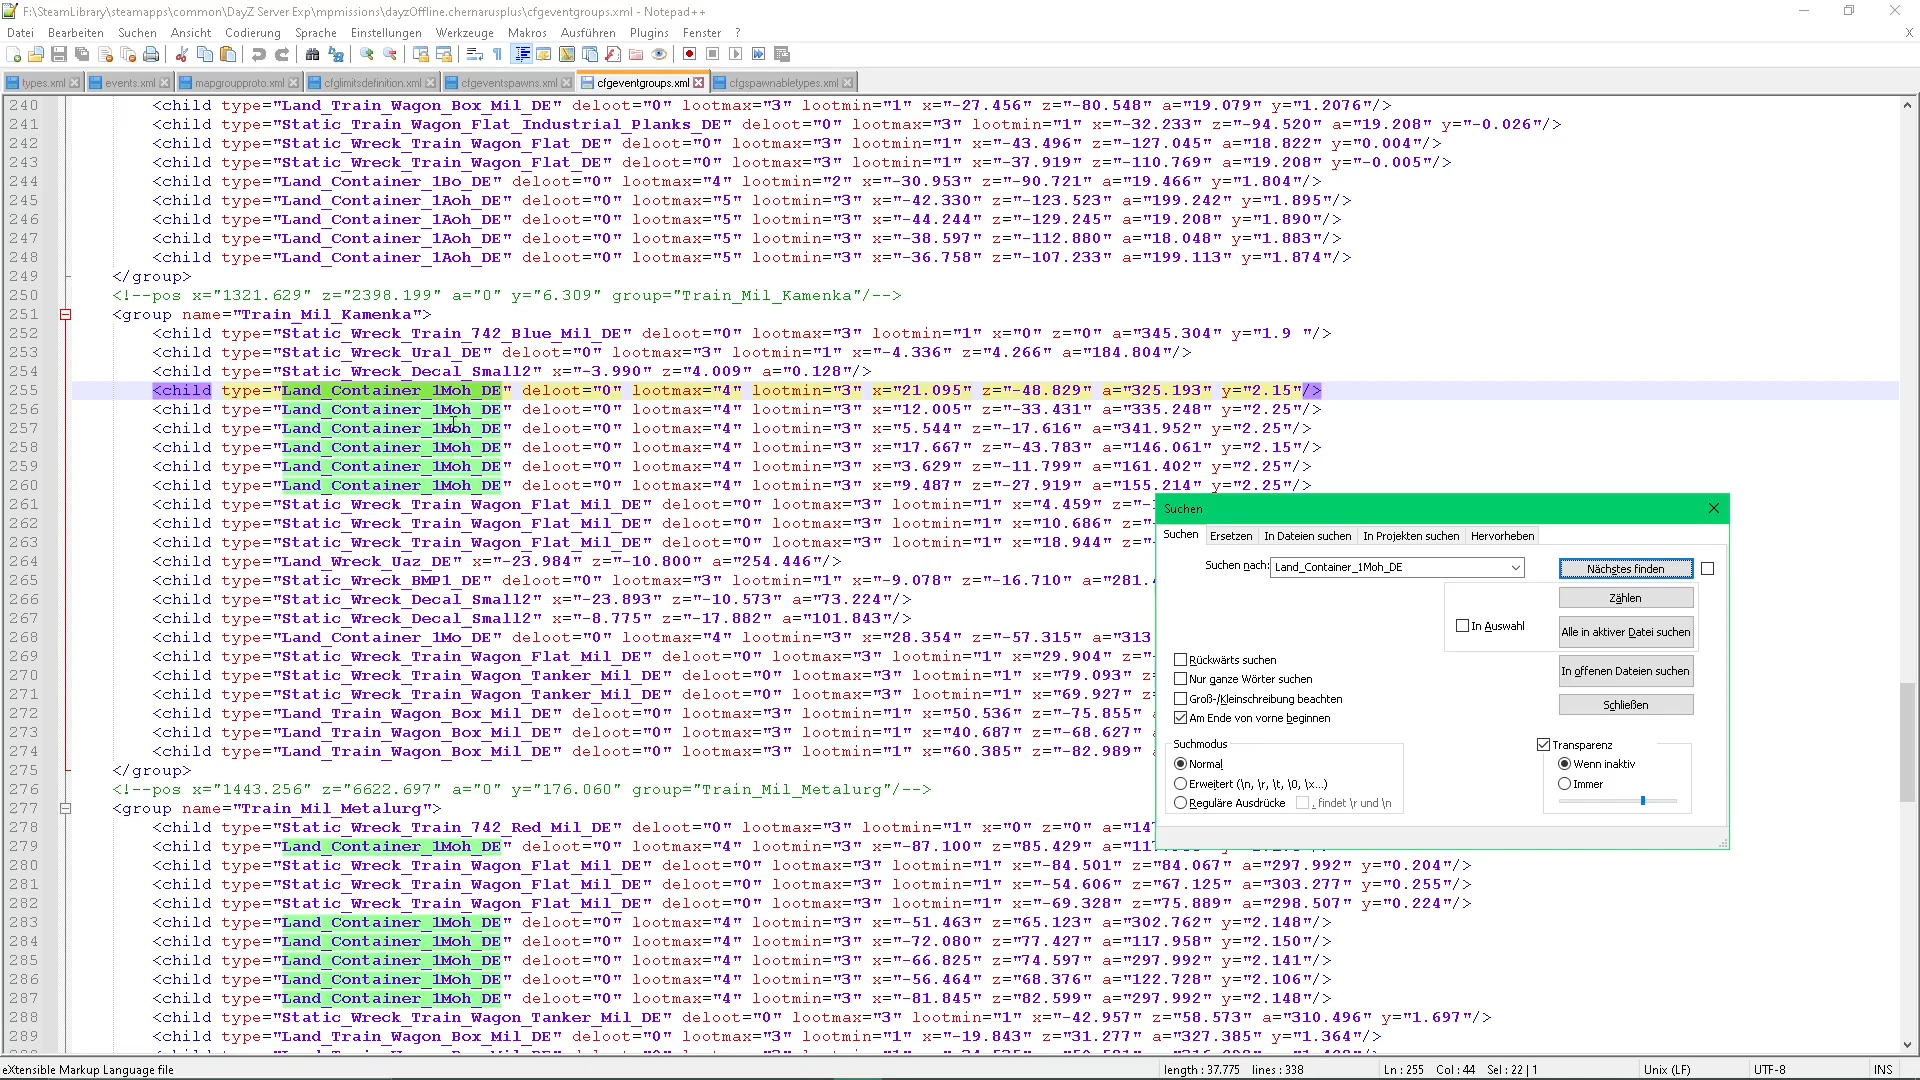 F:\SteamLibrary\steamapps\common\DayZ Server Exp\mpmissions\dayzOffline.chernarusplus\cfgeventgroups.xml - Notepad++
Datei Bearbeiten Suchen Ansicht Codierung Sprache Einstellungen Werkzeuge Makros Ausführen Plugins Fenster ? X
types.xml events.xml mapgroupproto.xml cfglimitsdefinition.xml cfgeventspawns.xml cfgeventgroups.xml cfgspawnabletypes.xml
240 <child type="Land_Train_Wagon_Box_Mil_DE" deloot="0" lootmax="3" lootmin="1" x="-27.456" z="-80.548" a="19.079" y="1.2076"/>
241 <child type="Static_Train_Wagon_Flat_Industrial_Planks_DE" deloot="0" lootmax="3" lootmin="1" x="-32.233" z="-94.520" a="19.208" y="-0.026"/>
242 <child type="Static_Wreck_Train_Wagon_Flat_DE" deloot="0" lootmax="3" lootmin="1" x="-43.496" z="-127.045" a="18.822" y="0.004"/>
243 <child type="Static_Wreck_Train_Wagon_Flat_DE" deloot="0" lootmax="3" lootmin="1" x="-37.919" z="-110.769" a="19.208" y="-0.005"/>
244 <child type="Land_Container_1Bo_DE" deloot="0" lootmax="4" lootmin="2" x="-30.953" z="-90.721" a="19.466" y="1.804"/>
245 <child type="Land_Container_1Aoh_DE" deloot="0" lootmax="5" lootmin="3" x="-42.330" z="-123.523" a="199.242" y="1.895"/>
246 <child type="Land_Container_1Aoh_DE" deloot="0" lootmax="5" lootmin="3" x="-44.244" z="-129.245" a="19.208" y="1.890"/>
247 <child type="Land_Container_1Aoh_DE" deloot="0" lootmax="5" lootmin="3" x="-38.597" z="-112.880" a="18.048" y="1.883"/>
248 <child type="Land_Container_1Aoh_DE" deloot="0" lootmax="5" lootmin="3" x="-36.758" z="-107.233" a="199.113" y="1.874"/>
249 </group>
250 <!--pos x="1321.629" z="2398.199" a="0" y="6.309" group="Train_Mil_Kamenka"/-->
251 <group name="Train_Mil_Kamenka">
252 <child type="Static_Wreck_Train_742_Blue_Mil_DE" deloot="0" lootmax="3" lootmin="1" x="0" z="0" a="345.304" y="1.9 "/>
253 <child type="Static_Wreck_Ural_DE" deloot="0" lootmax="3" lootmin="1" x="-4.336" z="4.266" a="184.804"/>
254 <child type="Static_Wreck_Decal_Small2" x="-3.990" z="4.009" a="0.128"/>
255 <child type="Land_Container_1Moh_DE" deloot="0" lootmax="4" lootmin="3" x="21.095" z="-48.829" a="325.193" y="2.15"/>
256 <child type="Land_Container_1Moh_DE" deloot="0" lootmax="4" lootmin="3" x="12.005" z="-33.431" a="335.248" y="2.25"/>
257 <child type="Land_Container_1Moh_DE" deloot="0" lootmax="4" lootmin="3" x="5.544" z="-17.616" a="341.952" y="2.25"/>
258 <child type="Land_Container_1Moh_DE" deloot="0" lootmax="4" lootmin="3" x="17.667" z="-43.783" a="146.061" y="2.15"/>
259 <child type="Land_Container_1Moh_DE" deloot="0" lootmax="4" lootmin="3" x="3.629" z="-11.799" a="161.402" y="2.25"/>
260 <child type="Land_Container_1Moh_DE" deloot="0" lootmax="4" lootmin="3" x="9.487" z="-27.919" a="155.214" y="2.25"/>
261 <child type="Static_Wreck_Train_Wagon_Flat_Mil_DE" deloot="0" lootmax="3" lootmin="1" x="4.459" z="-
262 <child type="Static_Wreck_Train_Wagon_Flat_Mil_DE" deloot="0" lootmax="3" lootmin="1" x="10.686" z="-
263 <child type="Static_Wreck_Train_Wagon_Flat_Mil_DE" deloot="0" lootmax="3" lootmin="1" x="18.944" z="-
264 <child type="Land_Wreck_Uaz_DE" x="-23.984" z="-10.800" a="254.446"/>
265 <child type="Static_Wreck_BMP1_DE" deloot="0" lootmax="3" lootmin="1" x="-9.078" z="-16.710" a="281.4
266 <child type="Static_Wreck_Decal_Small2" x="-23.893" z="-10.573" a="73.224"/>
267 <child type="Static_Wreck_Decal_Small2" x="-8.775" z="-17.882" a="101.843"/>
268 <child type="Land_Container_1Mo_DE" deloot="0" lootmax="4" lootmin="3" x="28.354" z="-57.315" a="313
269 <child type="Static_Wreck_Train_Wagon_Flat_Mil_DE" deloot="0" lootmax="3" lootmin="1" x="29.904" z="-
270 <child type="Static_Wreck_Train_Wagon_Tanker_Mil_DE" deloot="0" lootmax="3" lootmin="1" x="79.093" z=
271 <child type="Static_Wreck_Train_Wagon_Tanker_Mil_DE" deloot="0" lootmax="3" lootmin="1" x="69.927" z=
272 <child type="Land_Train_Wagon_Box_Mil_DE" deloot="0" lootmax="3" lootmin="1" x="50.536" z="-75.855" a
273 <child type="Land_Train_Wagon_Box_Mil_DE" deloot="0" lootmax="3" lootmin="1" x="40.687" z="-68.627" a
274 <child type="Land_Train_Wagon_Box_Mil_DE" deloot="0" lootmax="3" lootmin="1" x="60.385" z="-82.989" a
275 </group>
276 <!--pos x="1443.256" z="6622.697" a="0" y="176.060" group="Train_Mil_Metalurg"/-->
277 <group name="Train_Mil_Metalurg">
278 <child type="Static_Wreck_Train_742_Red_Mil_DE" deloot="0" lootmax="3" lootmin="1" x="0" z="0" a="147
279 <child type="Land_Container_1Moh_DE" deloot="0" lootmax="4" lootmin="3" x="-87.100" z="85.429"
280 <child type="Static_Wreck_Train_Wagon_Flat_Mil_DE" deloot="0" lootmax="3" lootmin="1" x="-84.501" z="84.067" a="297.992" y="0.204"/>
281 <child type="Static_Wreck_Train_Wagon_Flat_Mil_DE" deloot="0" lootmax="3" lootmin="1" x="-54.606" z="67.125" a="303.277" y="0.255"/>
282 <child type="Static_Wreck_Train_Wagon_Flat_Mil_DE" deloot="0" lootmax="3" lootmin="1" x="-69.328" z="75.889" a="298.507" y="0.224"/>
283 <child type="Land_Container_1Moh_DE" deloot="0" lootmax="4" lootmin="3" x="-51.463" z="65.123" a="302.762" y="2.148"/>
284 <child type="Land_Container_1Moh_DE" deloot="0" lootmax="4" lootmin="3" x="-72.080" z="77.427" a="117.958" y="2.150"/>
285 <child type="Land_Container_1Moh_DE" deloot="0" lootmax="4" lootmin="3" x="-66.825" z="74.597" a="297.992" y="2.141"/>
286 <child type="Land_Container_1Moh_DE" deloot="0" lootmax="4" lootmin="3" x="-56.464" z="68.376" a="122.728" y="2.106"/>
287 <child type="Land_Container_1Moh_DE" deloot="0" lootmax="4" lootmin="3" x="-81.845" z="82.599" a="297.992" y="2.148"/>
288 <child type="Static_Wreck_Train_Wagon_Tanker_Mil_DE" deloot="0" lootmax="3" lootmin="1" x="-42.957" z="58.573" a="310.496" y="1.697"/>
289 <child type="Land_Train_Wagon_Box_Mil_DE" deloot="0" lootmax="3" lootmin="1" x="-19.843" z="31.277" a="327.385" y="1.364"/>
Suchen
Suchen Ersetzen In Dateien suchen In Projekten suchen Hervorheben
Suchen nach: Land_Container_1Moh_DE Nächstes finden
Zählen
In Auswahl Alle in aktiver Datei suchen
Rückwärts suchen In offenen Dateien suchen
Nur ganze Wörter suchen
Groß-/Kleinschreibung beachten Schließen
Am Ende von vorne beginnen
Suchmodus Transparenz
Normal Wenn inaktiv
Erweitert (\n, \r, \t, \0, \x...) Immer
Reguläre Ausdrücke . findet \r und \n
eXtensible Markup Language file length : 37.775 lines : 338 Ln : 255 Col : 44 Sel : 22 | 1 Unix (LF) UTF-8 INS